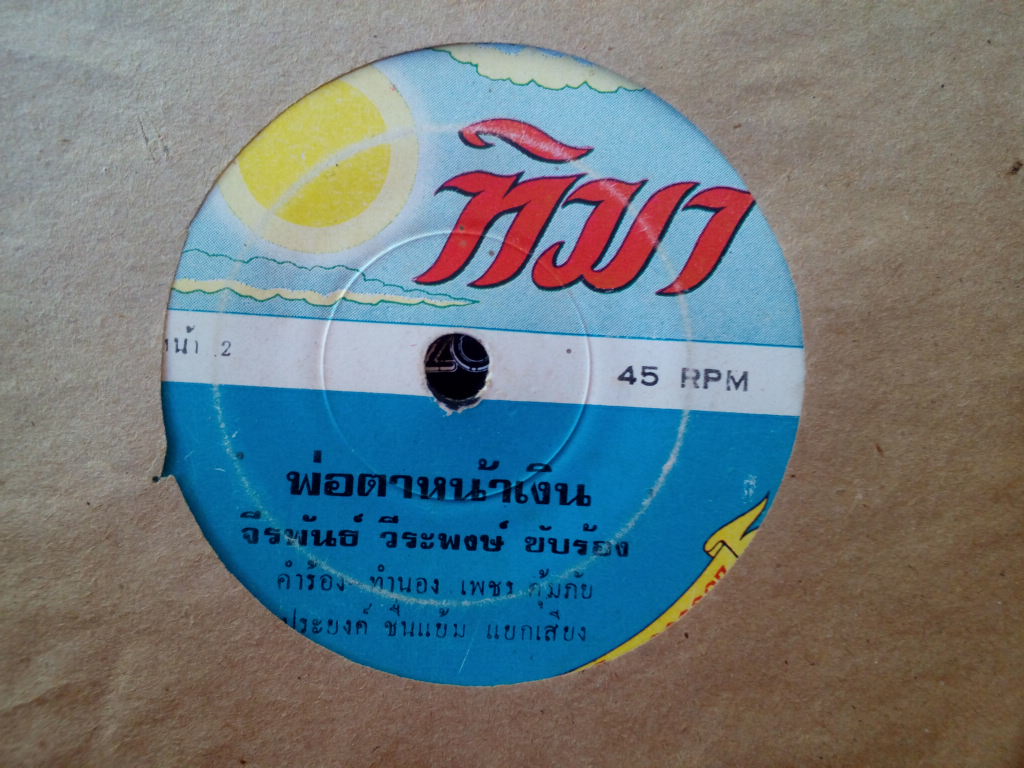 ทิมา
น้า 2
45 RPM
พ่อตาหน้าเงิน
จีรพันธ์ วีระพงษ์ ขับร้อง
คำร้อง ทำนอง เพชร คุ้มภัย
ประยงค์ ชื่นแย้ม แยกเสียง